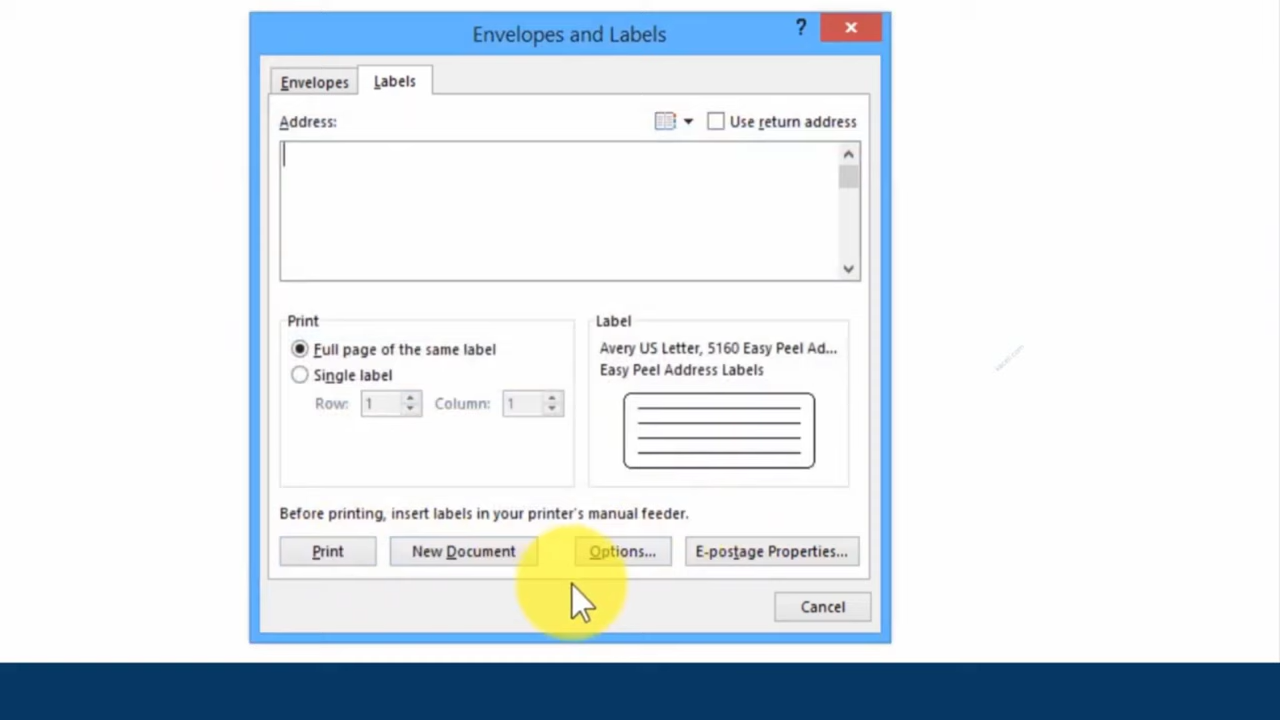 Envelopes and Labels
?
Envelopes
Labels
Address:
Use return address
Print
Full page of the same label
Single label
Row: 1 Column: 1
Label
Avery US Letter, 5160 Easy Peel Ad...
Easy Peel Address Labels
Before printing, insert labels in your printer's manual feeder.
Print
New Document
Options...
E-postage Properties...
Cancel